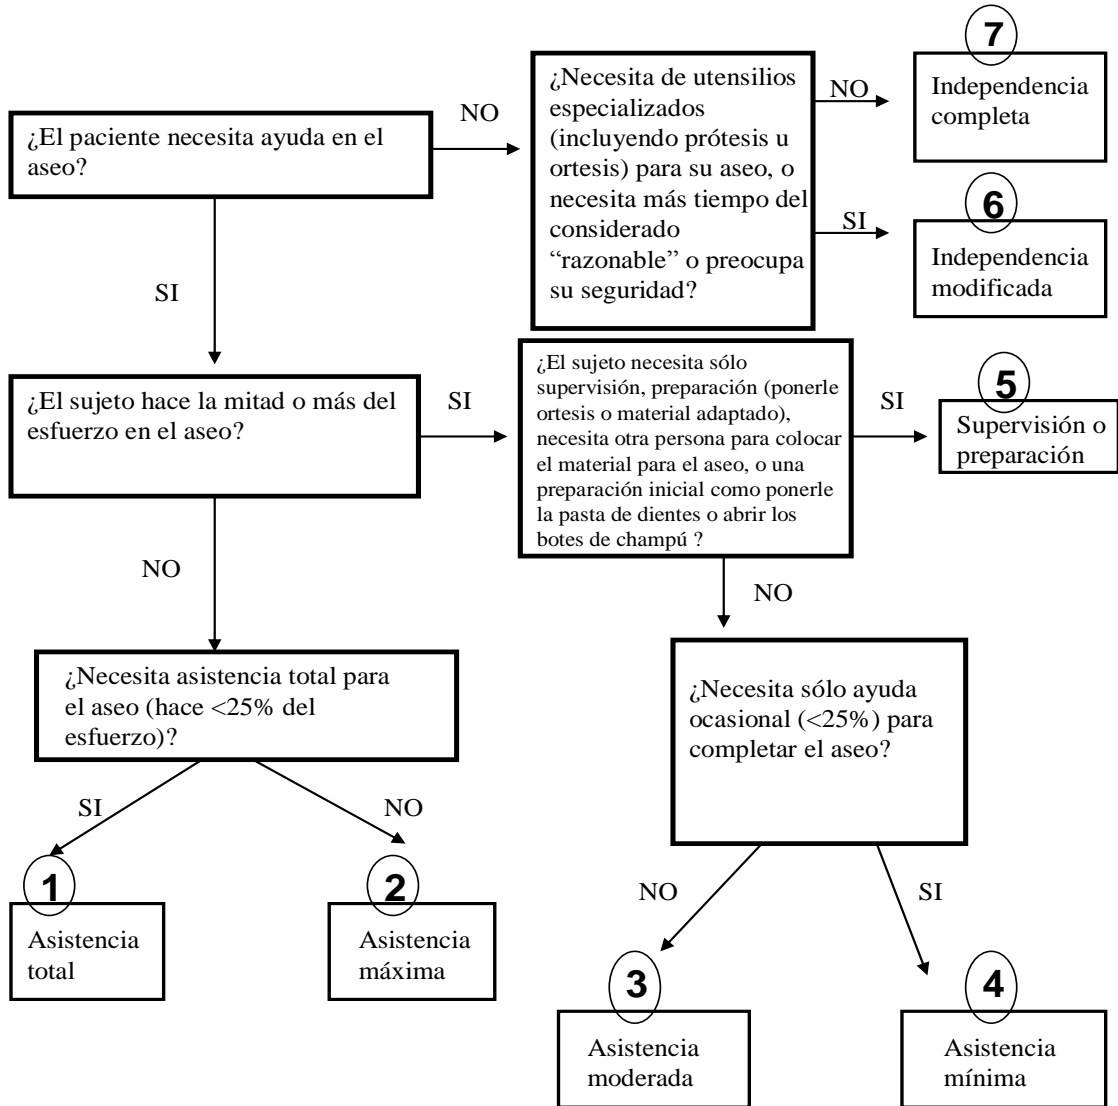 ¿El paciente necesita ayuda en el
aseo?
NO
¿Necesita de utensilios
especializados
(incluyendo prótesis u
ortesis) para su aseo, o
necesita más tiempo del
considerado
“razonable” o preocupa
su seguridad?
NO
7
Independencia
completa
SI
6
Independencia
modificada
SI
¿El sujeto hace la mitad o más del
esfuerzo en el aseo?
SI
¿El sujeto necesita sólo
supervisión, preparación (ponerle
ortesis o material adaptado),
necesita otra persona para colocar
el material para el aseo, o una
preparación inicial como ponerle
la pasta de dientes o abrir los
botes de champú ?
SI
5
Supervisión o
preparación
NO
NO
¿Necesita asistencia total para
el aseo (hace <25% del
esfuerzo)?
¿Necesita sólo ayuda
ocasional (<25%) para
completar el aseo?
SI
NO
1
Asistencia
total
2
Asistencia
máxima
NO
SI
3
Asistencia
moderada
4
Asistencia
mínima